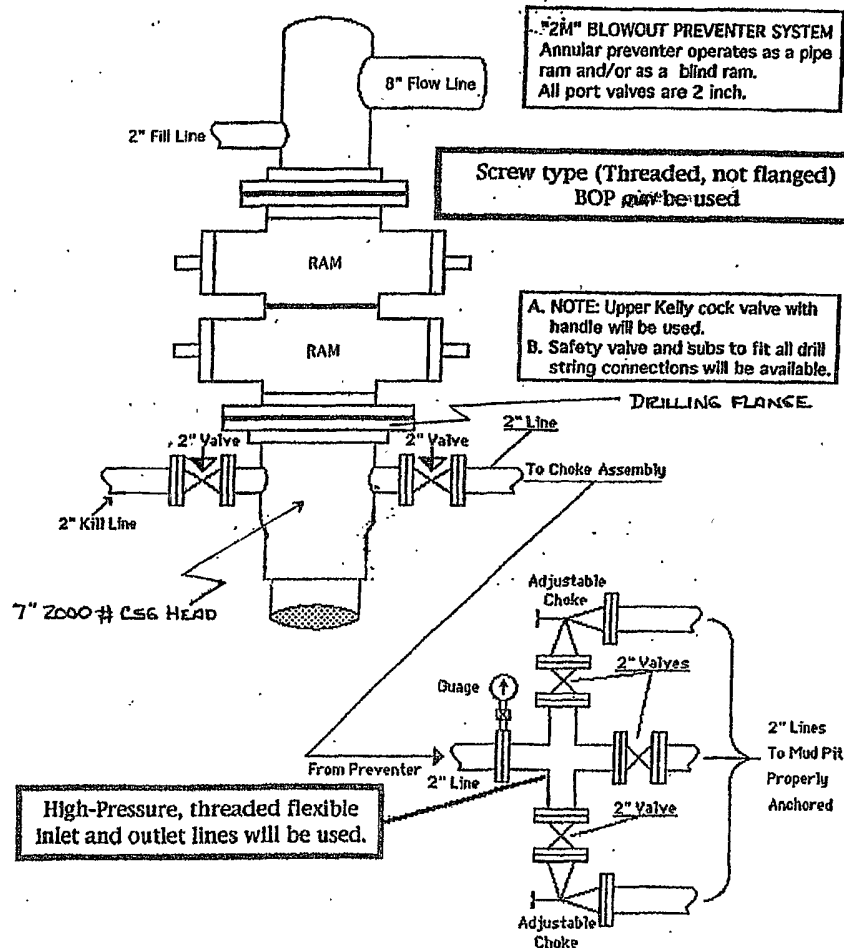 "2M" BLOWOUT PREVENTER SYSTEM
Annular preventer operates as a pipe
ram and/or as a blind ram.
All port valves are 2 inch.
8" Flow Line
2" Fill Line
Screw type (Threaded, not flanged)
BOP be used
RAM
RAM
A. NOTE: Upper Kelly cock valve with
handle will be used.
B. Safety valve and subs to fit all drill
string connections will be available.
DRILLING FLANGE
2" Valve
2" Valve
2" Line
To Choke Assembly
2" Kill Line
7" 2000 # CSG HEAD
Adjustable
Choke
2" Valves
Guage
2" Lines
To Mud Pit
Properly
Anchored
From Preventer
2" Line
High-Pressure, threaded flexible
inlet and outlet lines will be used.
2" Valve
Adjustable
Choke